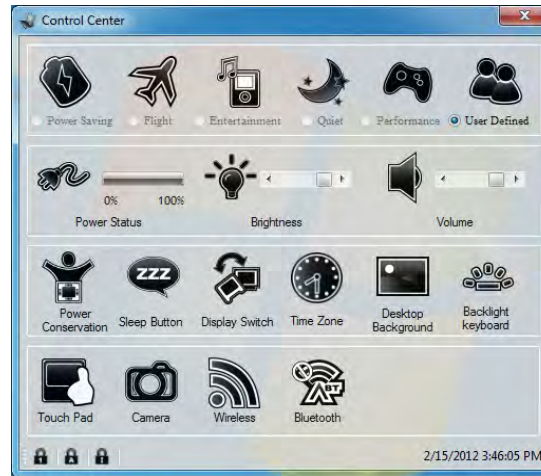 Control Center
Power Saving Flight Entertainment Quiet Performance User Defined
0% 100%
Power Status Brightness Volume
ZZZ
Power Conservation Sleep Button Display Switch Time Zone Desktop Background Backlight keyboard
BT
Touch Pad Camera Wireless Bluetooth
1 A
2/15/2012 3:46:05 PM